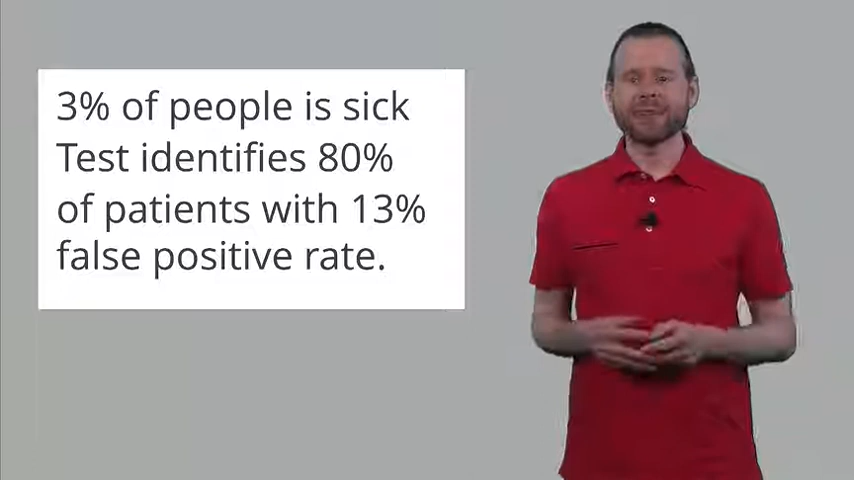 3% of people is sick
Test identifies 80%
of patients with 13%
false positive rate.